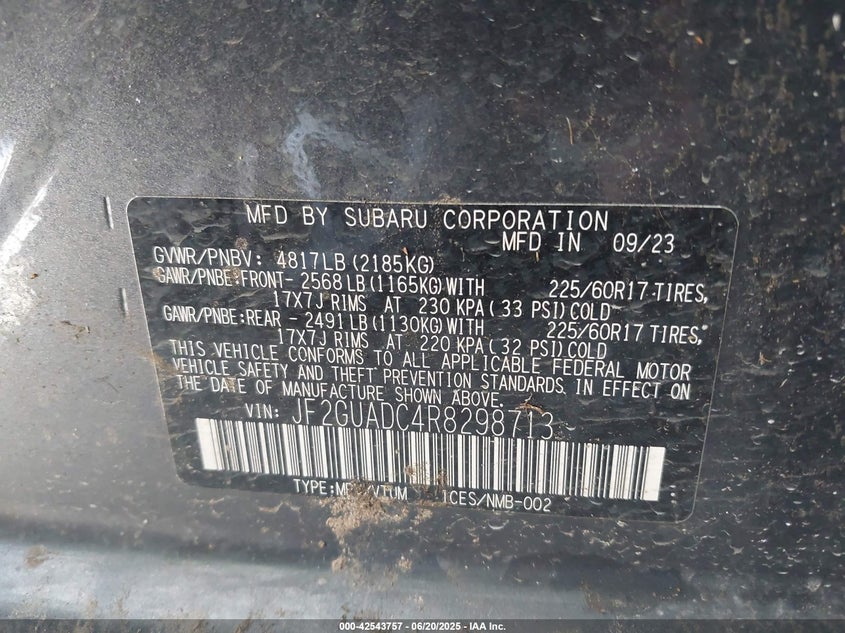 MFD BY SUBARU CORPORATION
MFD IN 09/23
GVWR/PNBV: 4817LB (2185KG)
GAWR/PNBE:FRONT- 2568 LB (1165KG) WITH 225/60R17 TIRES,
17X7J RIMS AT 230 KPA (33 PSI) COLD
GAWR/PNBE:REAR - 2491 LB (1130KG) WITH 225/60R17 TIRES,
17X7J RIMS AT 220 KPA (32 PSI) COLD
THIS VEHICLE CONFORMS TO ALL APPLICABLE FEDERAL MOTOR
VEHICLE SAFETY AND THEFT PREVENTION STANDARDS IN EFFECT ON
THE DATE OF MANUFACTURE SHOWN ABOVE.
VIN: JF2GUADC4R8298713
TYPE: /NMB-002
000-42543757 - 06/20/2025 - IAA Inc.